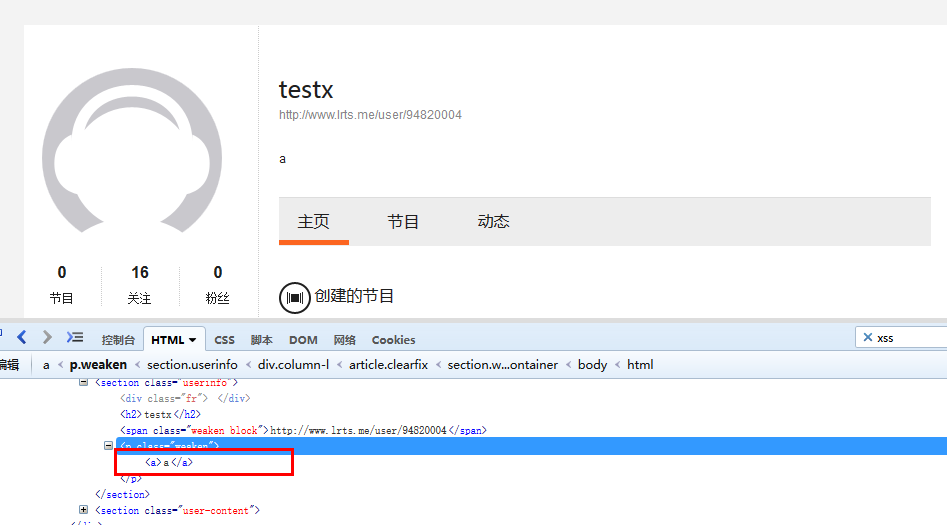 testx
http://www.lrts.me/user/94820004
a
主页 节目 动态
0 16 0
节目 关注 粉丝
创建的节目
控制台 HTML CSS 脚本 DOM 网络 Cookies xss
编辑 a < p.weaken < section.userinfo < div.column-l < article.clearfix < section.w...ontainer < body < html
<section class="userinfo">
<div class="fr"> </div>
<h2>testx</h2>
<span class="weaken block">http://www.lrts.me/user/94820004</span>
<p class="weaken">
<a>a</a>
</p>
</section>
<section class="user-content">
</div>